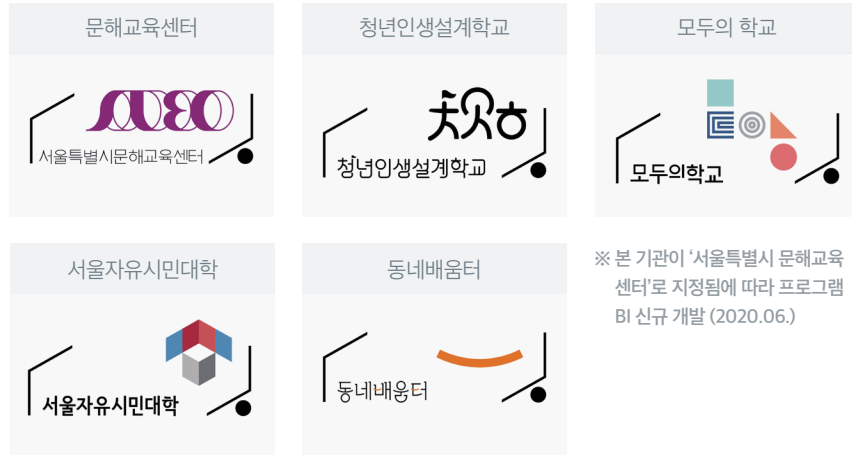 문해교육센터
서울특별시문해교육센터
청년인생설계학교
청년인생설계학교
모두의 학교
모두의학교
서울자유시민대학
서울자유시민대학
동네배움터
동네배움터
※ 본 기관이 ‘서울특별시 문해교육
센터’로 지정됨에 따라 프로그램
BI 신규 개발 (2020.06.)